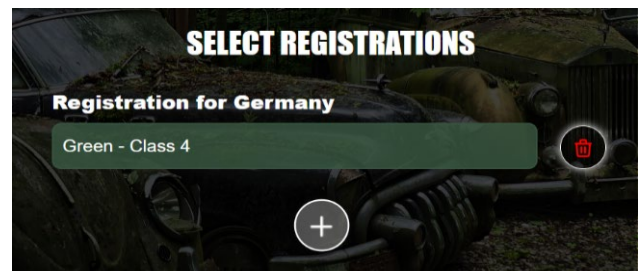 SELECT REGISTRATIONS
Registration for Germany
Green - Class 4